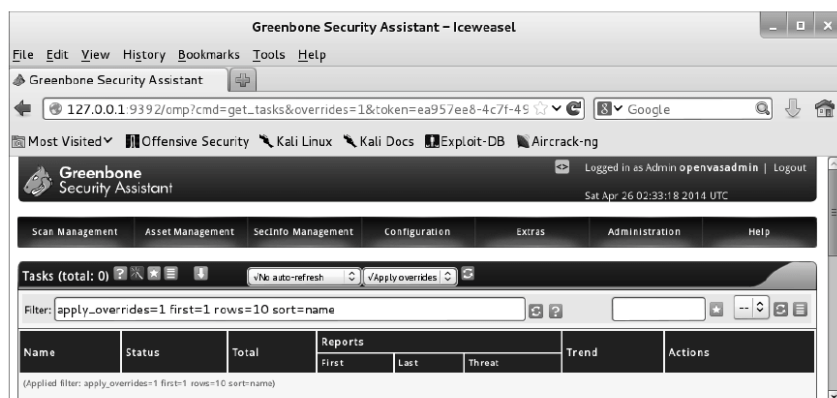 Greenbone Security Assistant – Iceweasel
File Edit View History Bookmarks Tools Help
Greenbone Security Assistant
127.0.0.1:9392/omp?cmd=get_tasks&overrides=1&token=ea957ee8-4c7f-49 Google
Most Visited Offensive Security Kali Linux Kali Docs Exploit-DB Aircrack-ng
Greenbone
Security Assistant
Logged in as Admin openvasadmin | Logout
Sat Apr 26 02:33:18 2014 UTC
Scan Management Asset Management SecInfo Management Configuration Extras Administration Help
Tasks (total: 0) √No auto-refresh √Apply overrides
Filter: apply_overrides=1 first=1 rows=10 sort=name --
Name Status Total Reports Trend Actions
First Last Threat
(Applied filter: apply_overrides=1 first=1 rows=10 sort=name)